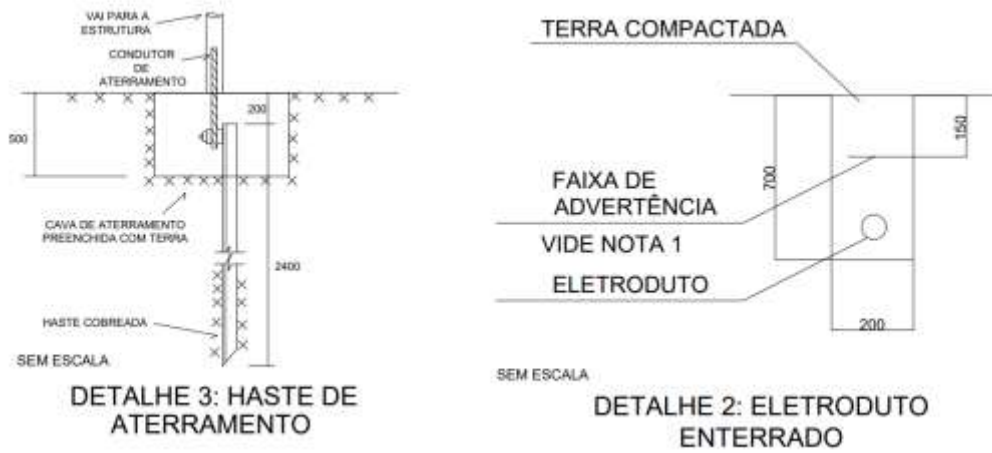 VAI PARA A
ESTRUTURA
CONDUTOR
DE
ATERRAMENTO
200
500
CAVA DE ATERRAMENTO
PREENCHIDA COM TERRA
2400
HASTE COBREADA
SEM ESCALA
DETALHE 3: HASTE DE
ATERRAMENTO
TERRA COMPACTADA
150
700
FAIXA DE
ADVERTÊNCIA
VIDE NOTA 1
ELETRODUTO
200
SEM ESCALA
DETALHE 2: ELETRODUTO
ENTERRADO